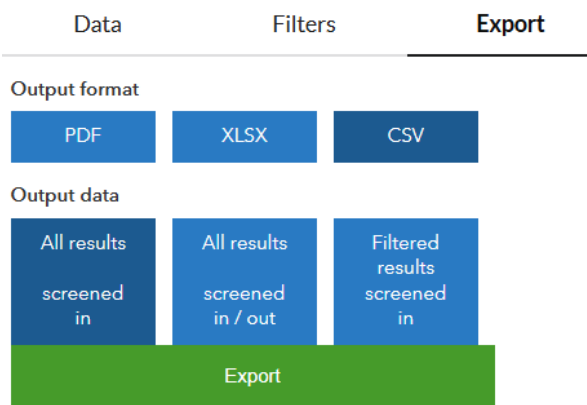 Data Filters Export
Output format
PDF XLSX CSV
Output data
All results All results Filtered
results
screened screened screened
in in / out in
Export